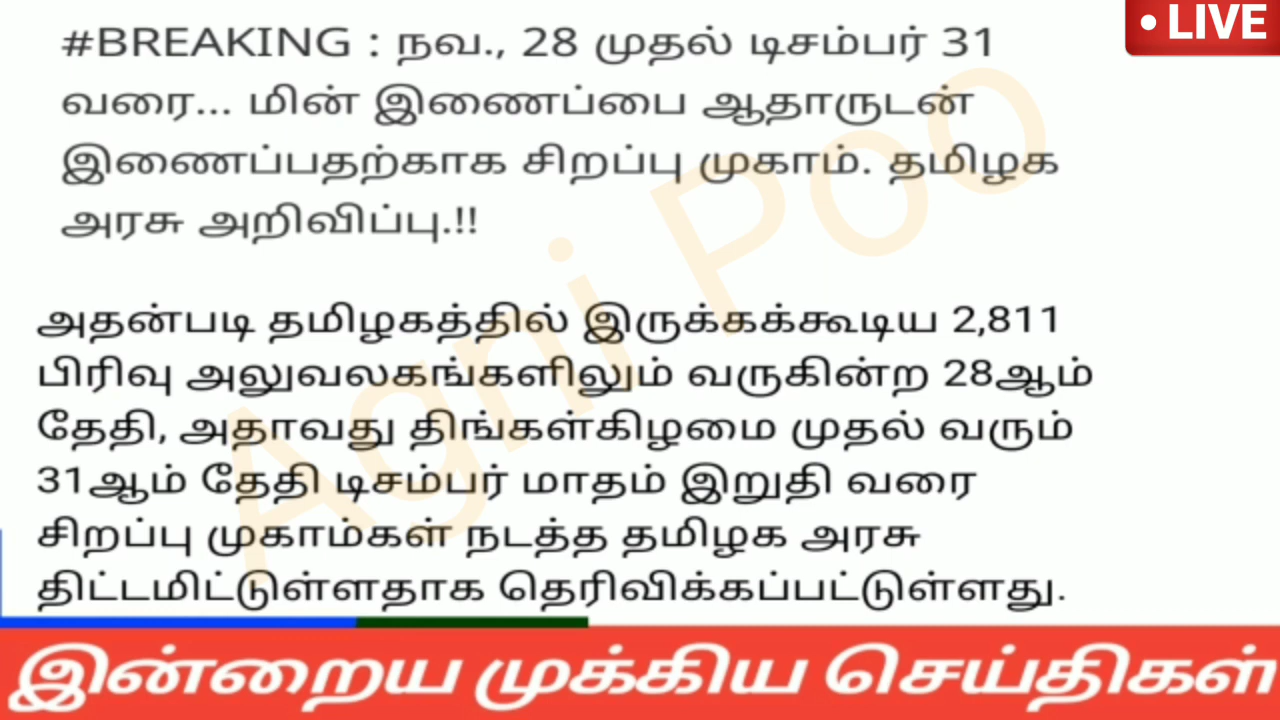 • LIVE
#BREAKING : நவ., 28 முதல் டிசம்பர் 31
வரை... மின் இணைப்பை ஆதாருடன்
இணைப்பதற்காக சிறப்பு முகாம். தமிழக
அரசு அறிவிப்பு.!!
அதன்படி தமிழகத்தில் இருக்கக்கூடிய 2,811
பிரிவு அலுவலகங்களிலும் வருகின்ற 28ஆம்
தேதி, அதாவது திங்கள்கிழமை முதல் வரும்
31ஆம் தேதி டிசம்பர் மாதம் இறுதி வரை
சிறப்பு முகாம்கள் நடத்த தமிழக அரசு
திட்டமிட்டுள்ளதாக தெரிவிக்கப்பட்டுள்ளது.
Agni Poo
இன்றைய முக்கிய செய்திகள்